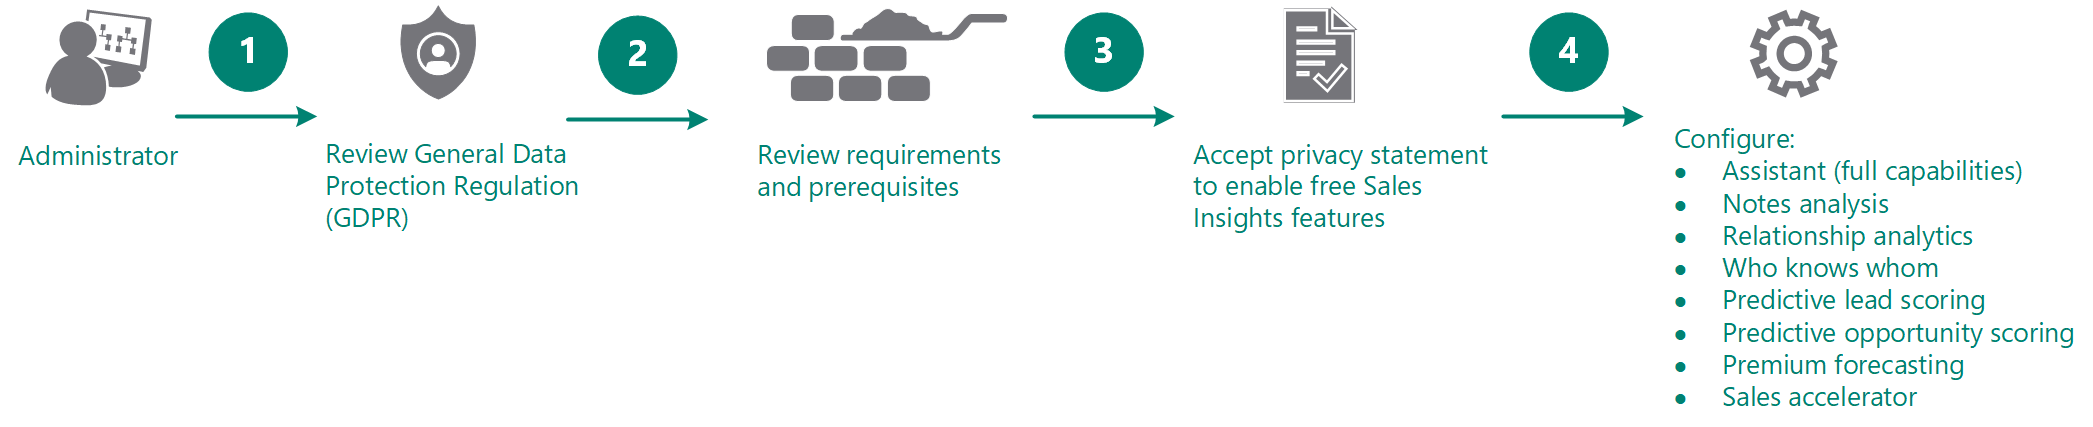 1
2
3
4
Administrator
Review General Data
Protection Regulation
(GDPR)
Review requirements
and prerequisites
Accept privacy statement
to enable free Sales
Insights features
Configure:
● Assistant (full capabilities)
● Notes analysis
● Relationship analytics
● Who knows whom
● Predictive lead scoring
● Predictive opportunity scoring
● Premium forecasting
● Sales accelerator